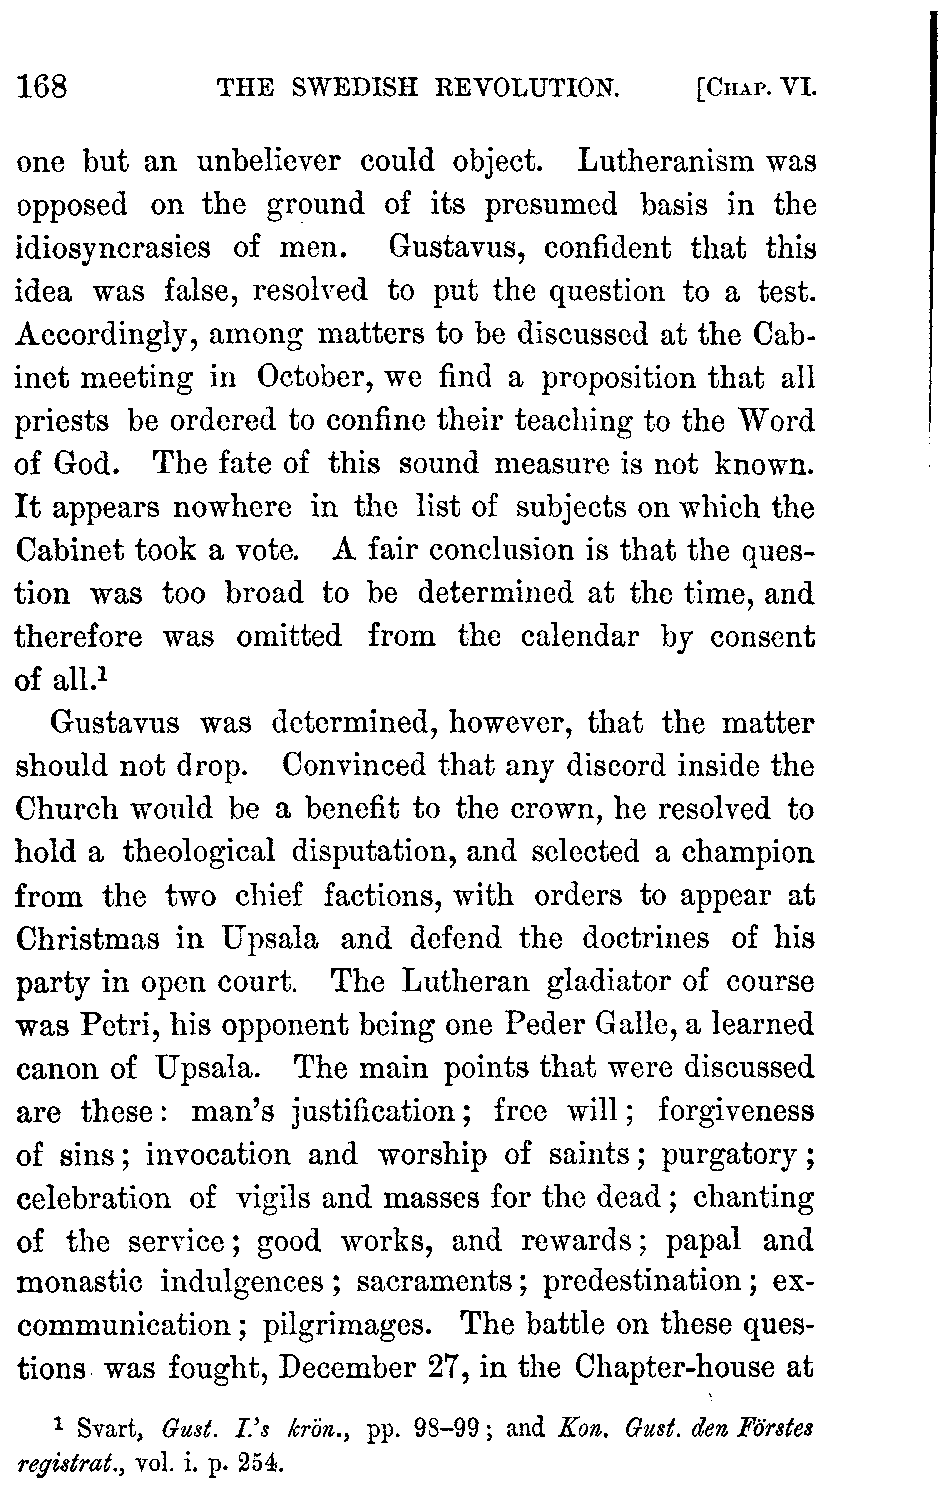 168 THE SWEDISH REVOLUTION. [CHAP. VI.
one but an unbeliever could object. Lutheranism was
opposed on the ground of its presumed basis in the
idiosyncrasies of men. Gustavus, confident that this
idea was false, resolved to put the question to a test.
Accordingly, among matters to be discussed at the Cab-
inet meeting in October, we find a proposition that all
priests be ordered to confine their teaching to the Word
of God. The fate of this sound measure is not known.
It appears nowhere in the list of subjects on which the
Cabinet took a vote. A fair conclusion is that the ques-
tion was too broad to be determined at the time, and
therefore was omitted from the calendar by consent
of all.¹
Gustavus was determined, however, that the matter
should not drop. Convinced that any discord inside the
Church would be a benefit to the crown, he resolved to
hold a theological disputation, and selected a champion
from the two chief factions, with orders to appear at
Christmas in Upsala and defend the doctrines of his
party in open court. The Lutheran gladiator of course
was Petri, his opponent being one Peder Galle, a learned
canon of Upsala. The main points that were discussed
are these: man's justification; free will; forgiveness
of sins; invocation and worship of saints; purgatory;
celebration of vigils and masses for the dead; chanting
of the service; good works, and rewards; papal and
monastic indulgences; sacraments; predestination; ex-
communication; pilgrimages. The battle on these ques-
tions was fought, December 27, in the Chapter-house at
¹ Svart, Gust. I.'s krön., pp. 98–99; and Kon. Gust. den Förstes
registrat., vol. i. p. 254.